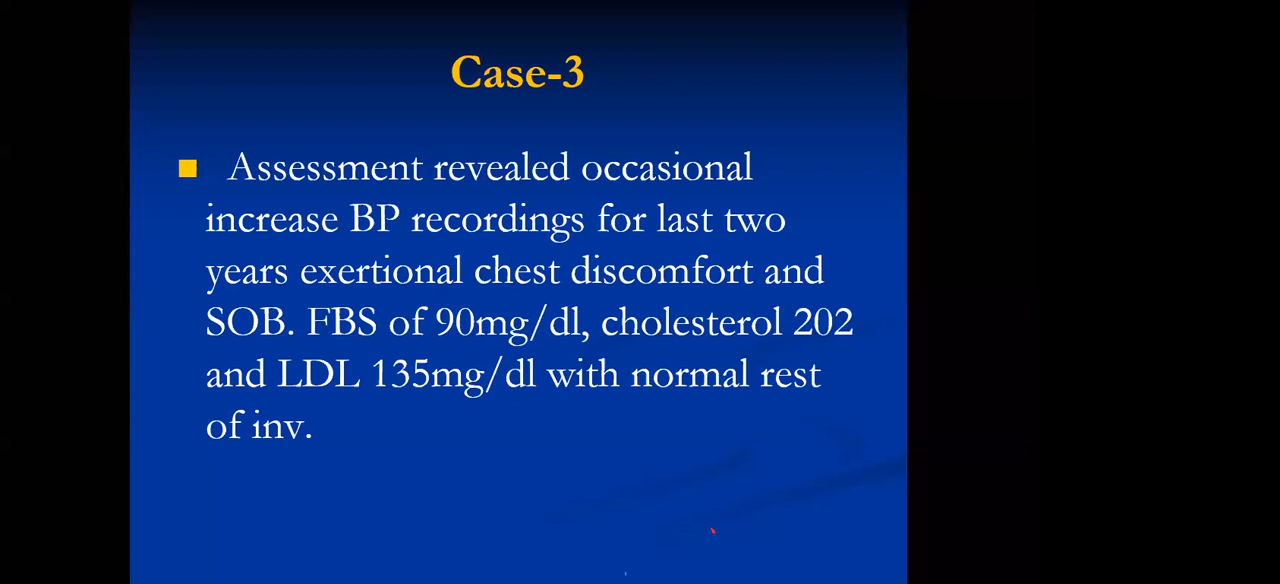 Case-3
Assessment revealed occasional
increase BP recordings for last two
years exertional chest discomfort and
SOB. FBS of 90mg/dl, cholesterol 202
and LDL 135mg/dl with normal rest
of inv.